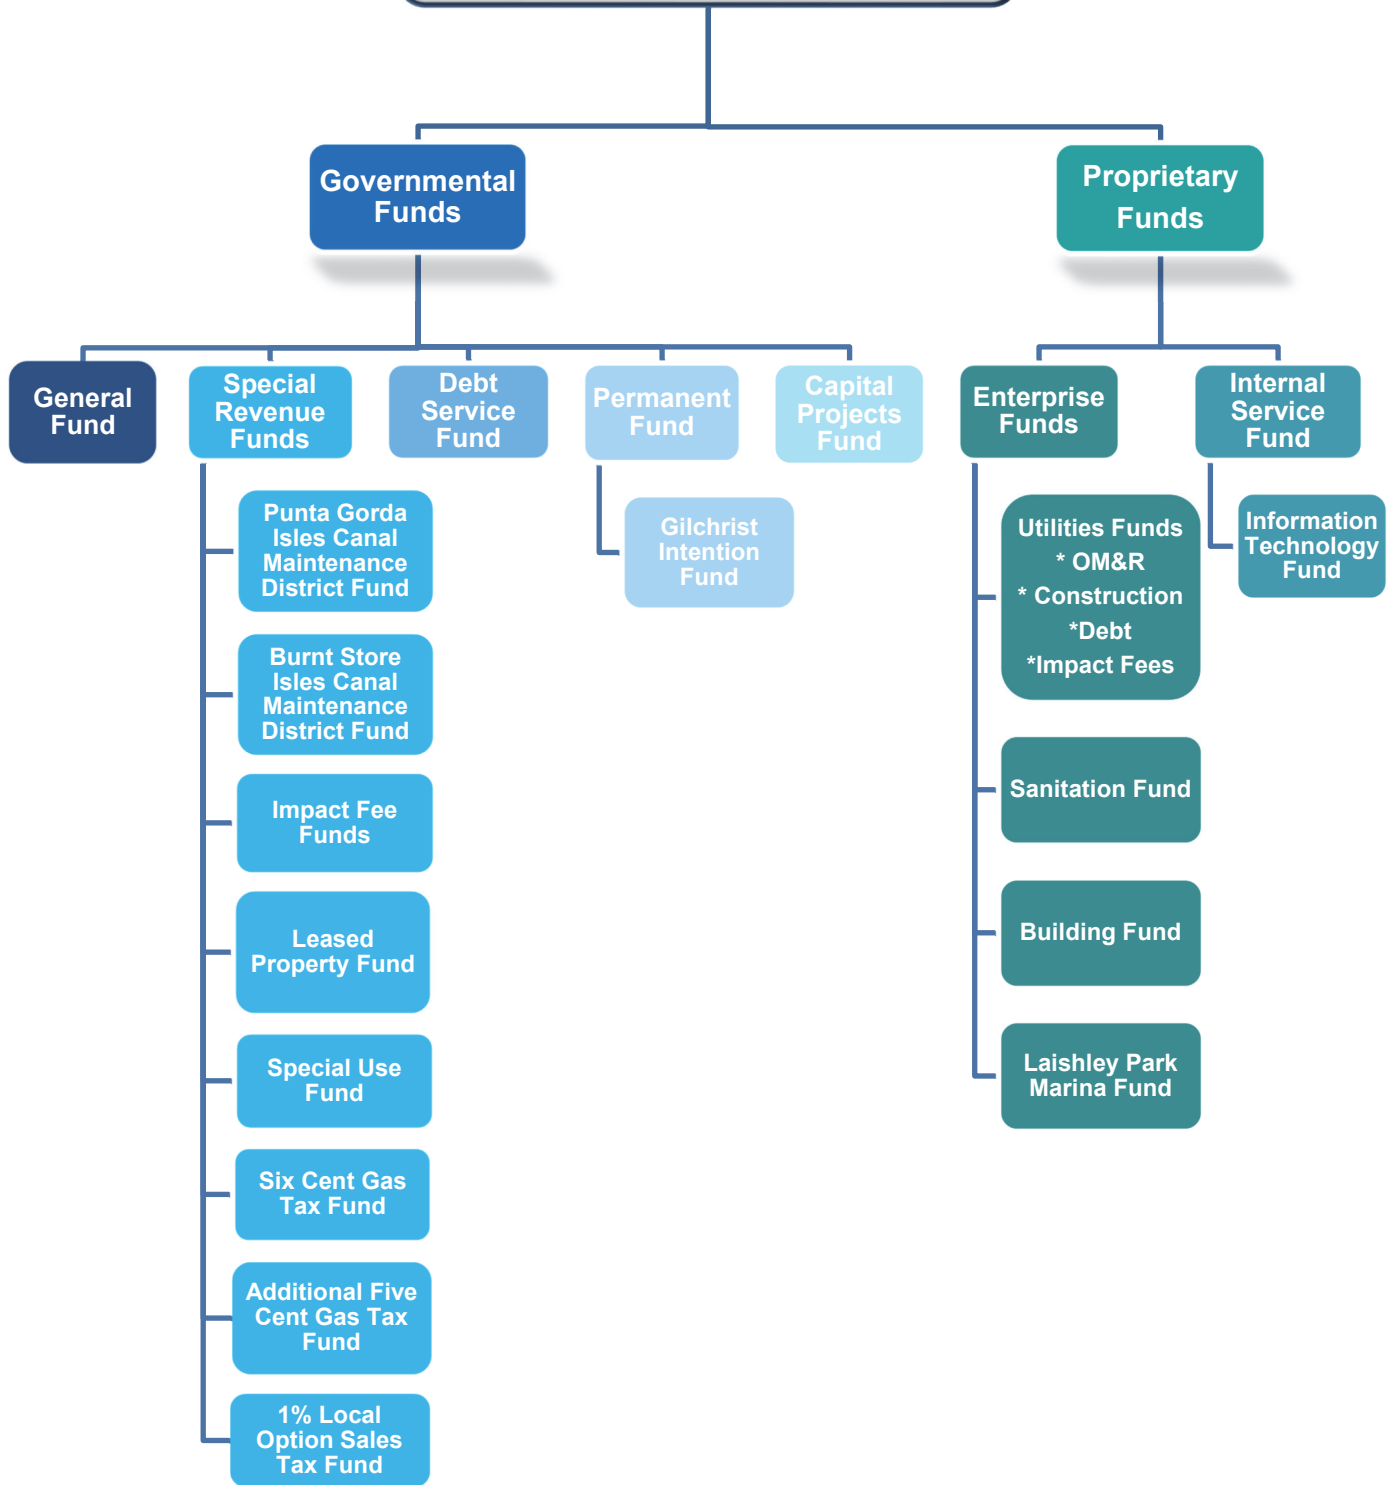 Governmental
Funds
Proprietary
Funds
General
Fund
Special
Revenue
Funds
Debt
Service
Fund
Permanent
Fund
Capital
Projects
Fund
Enterprise
Funds
Internal
Service
Fund
Punta Gorda
Isles Canal
Maintenance
District Fund
Burnt Store
Isles Canal
Maintenance
District Fund
Impact Fee
Funds
Leased
Property Fund
Special Use
Fund
Six Cent Gas
Tax Fund
Additional Five
Cent Gas Tax
Fund
1% Local
Option Sales
Tax Fund
Gilchrist
Intention
Fund
Utilities Funds
* OM&R
* Construction
*Debt
*Impact Fees
Sanitation Fund
Building Fund
Laishley Park
Marina Fund
Information
Technology
Fund